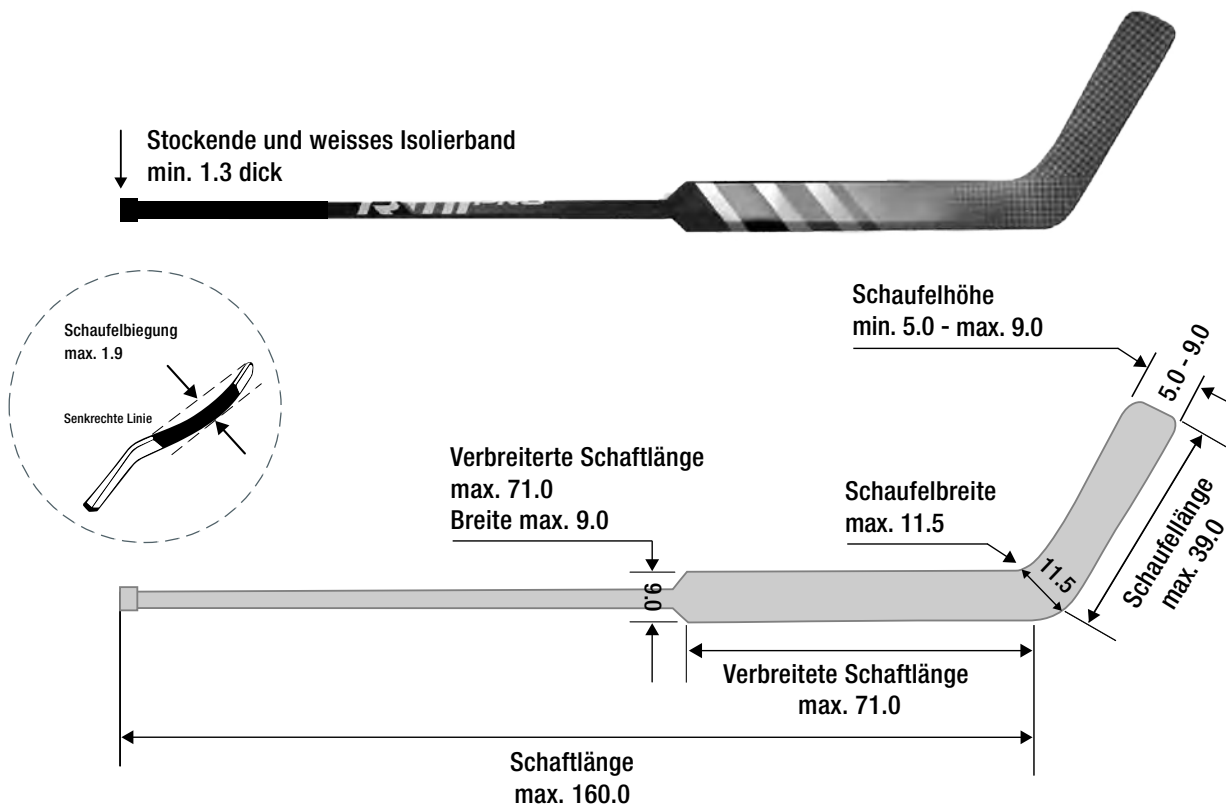 Stockende und weisses Isolierband
min. 1.3 dick
Schaufelhöhe
min. 5.0 - max. 9.0
5.0 - 9.0
Schaufelbiegung
max. 1.9
Senkrechte Linie
Verbreiterte Schaftlänge
max. 71.0
Breite max. 9.0
Schaufelbreite
max. 11.5
11.5
Schaufellänge
max. 39.0
9.0
Verbreitete Schaftlänge
max. 71.0
Schaftlänge
max. 160.0